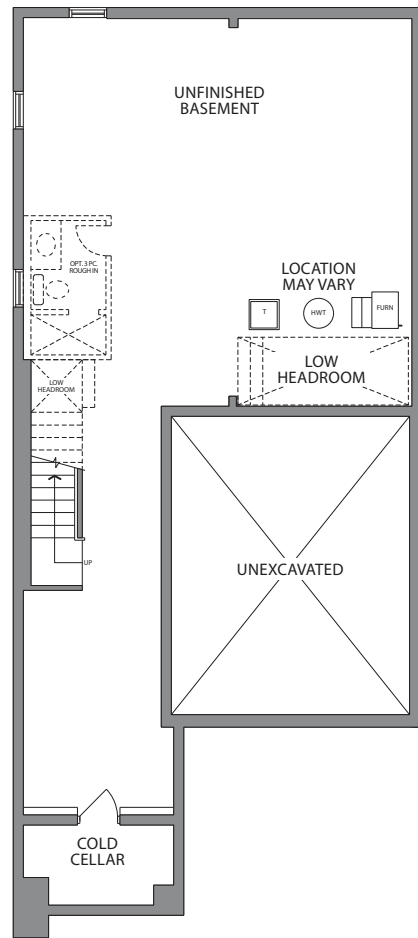 UNFINISHED
BASEMENT
OPT. 3 PC.
ROUGH IN
LOCATION
MAY VARY
T
HWT
FURN
LOW
HEADROOM
LOW
HEADROOM
UP
UNEXCAVATED
COLD
CELLAR